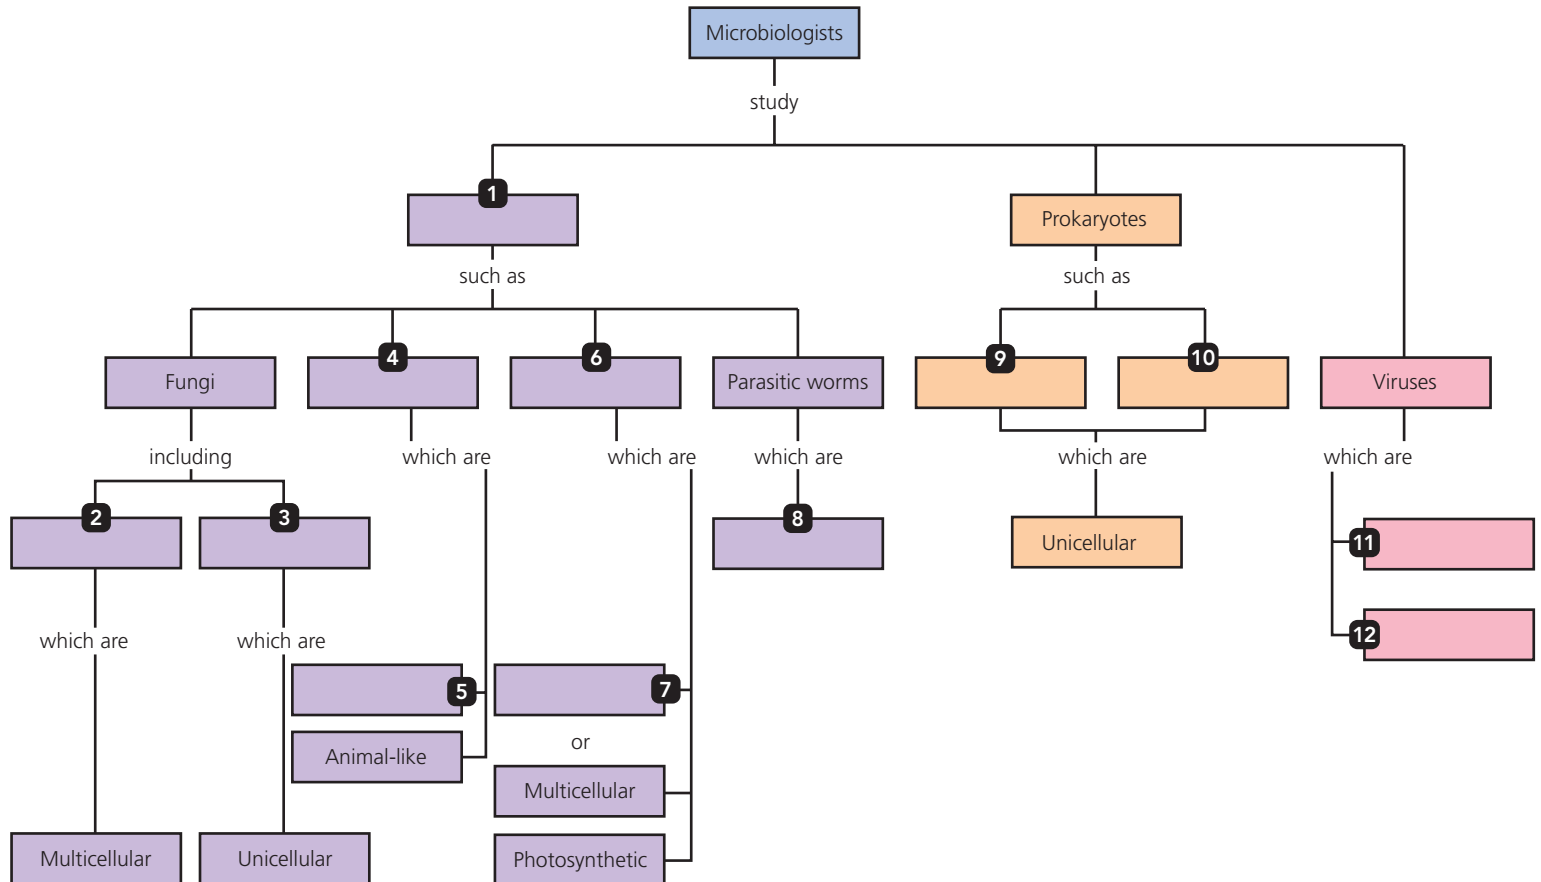 Microbiologists
study
1
Prokaryotes
such as
such as
4
6
9
10
Fungi
Parasitic worms
Viruses
including
which are
which are
which are
which are
which are
2
3
8
11
Unicellular
12
which are
which are
5
7
or
Animal-like
Multicellular
Multicellular
Unicellular
Photosynthetic